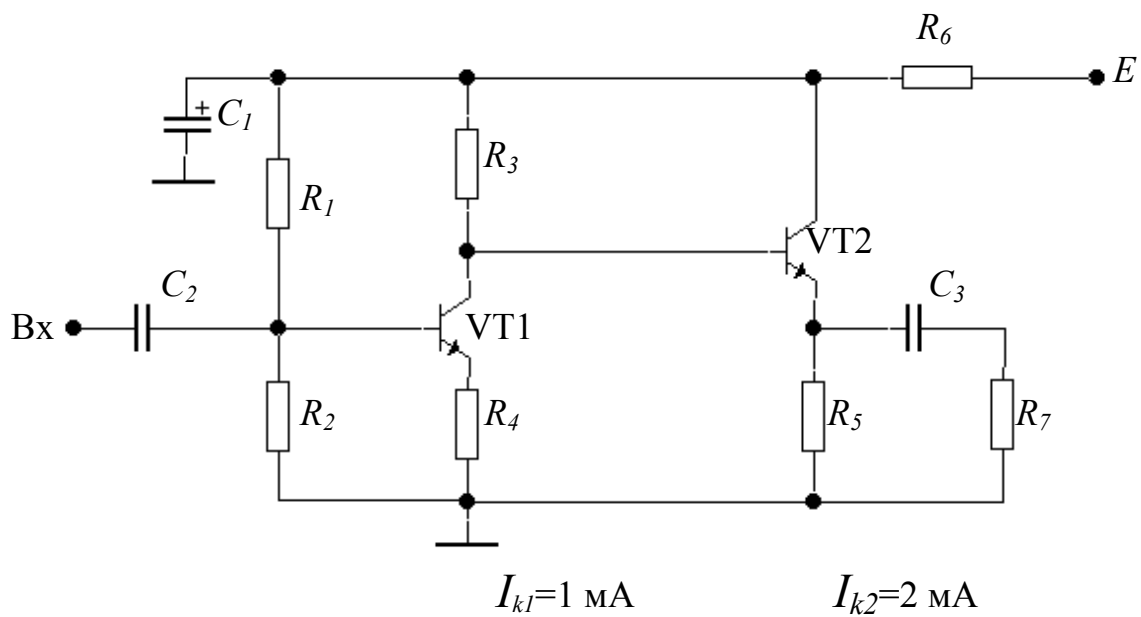 R₆
E
+ C₁
R₃
R₁
VT2
C₂
C₃
Вх
VT1
R₂
R₄
R₅
R₇
Iₖ₁=1 мА
Iₖ₂=2 мА